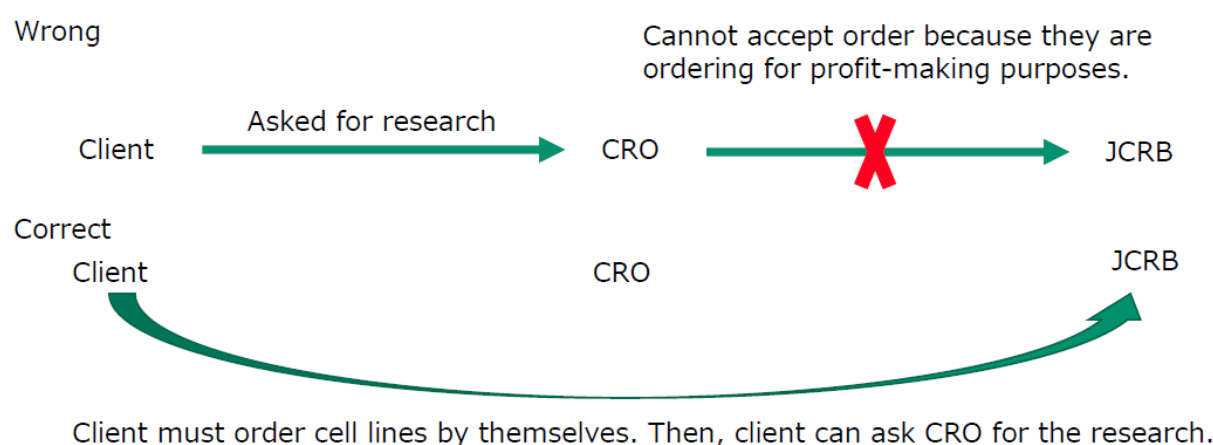 Wrong
Cannot accept order because they are
ordering for profit-making purposes.
Asked for research
Client CRO JCRB
Correct
Client CRO JCRB
Client must order cell lines by themselves. Then, client can ask CRO for the research.